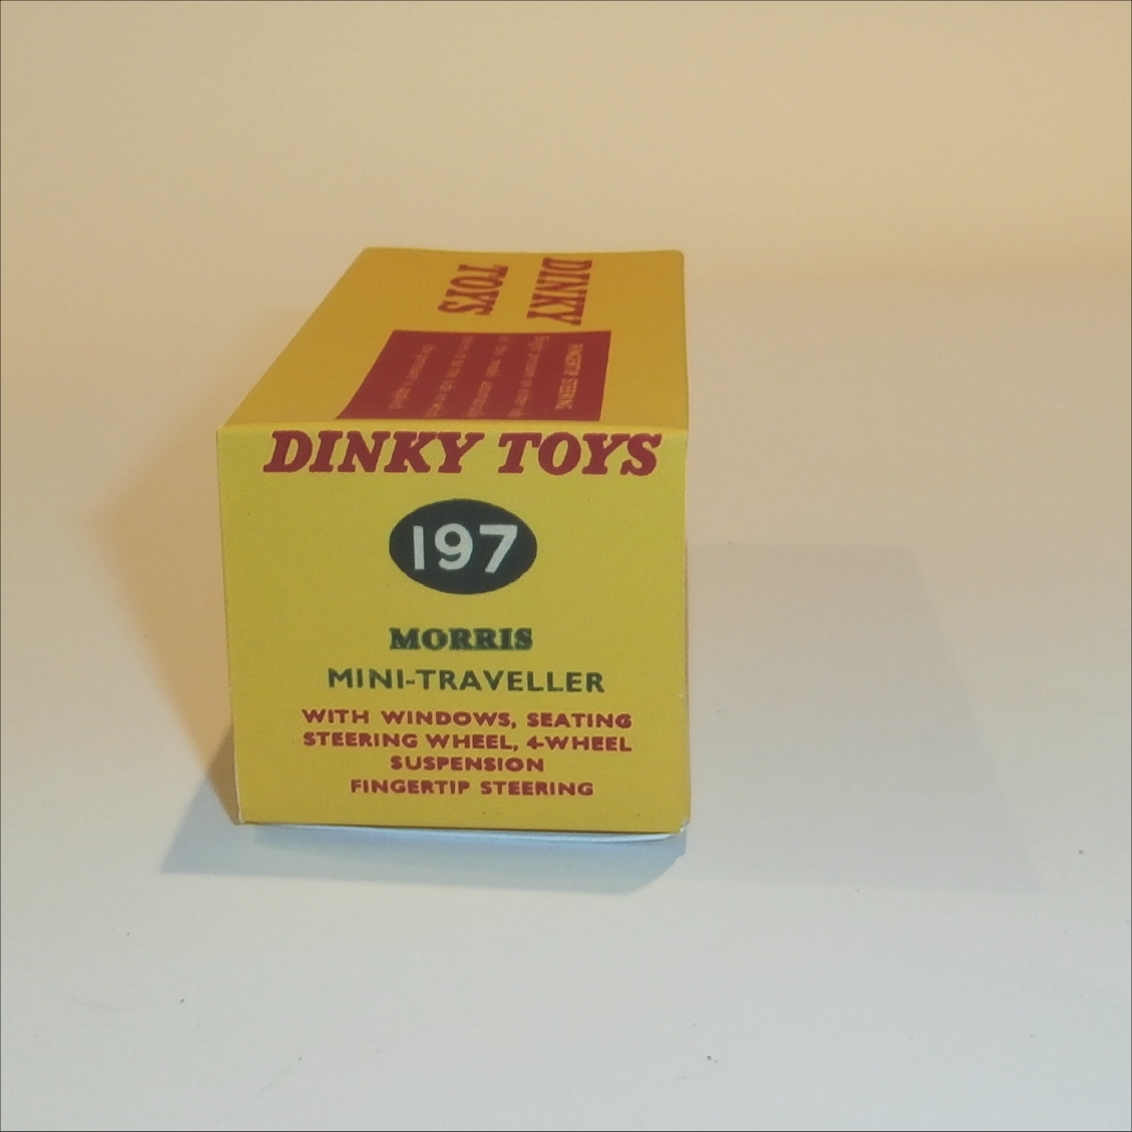 DINKY
TOYS
FINGERTIP STEERING
DINKY TOYS
197
MORRIS
MINI-TRAVELLER
WITH WINDOWS, SEATING
STEERING WHEEL, 4-WHEEL
SUSPENSION
FINGERTIP STEERING